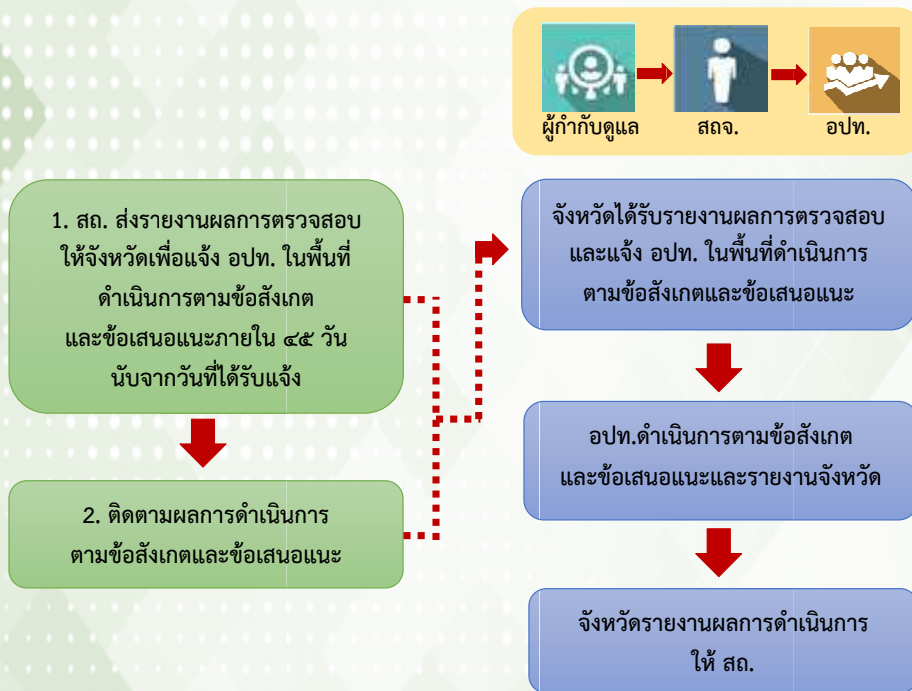 ผู้กำกับดูแล
สถจ.
อปท.
1. สถ. ส่งรายงานผลการตรวจสอบ
ให้จังหวัดเพื่อแจ้ง อปท. ในพื้นที่
ดำเนินการตามข้อสังเกต
และข้อเสนอแนะภายใน ๔๕ วัน
นับจากวันที่ได้รับแจ้ง
2. ติดตามผลการดำเนินการ
ตามข้อสังเกตและข้อเสนอแนะ
จังหวัดได้รับรายงานผลการตรวจสอบ
และแจ้ง อปท. ในพื้นที่ดำเนินการ
ตามข้อสังเกตและข้อเสนอแนะ
อปท.ดำเนินการตามข้อสังเกต
และข้อเสนอแนะและรายงานจังหวัด
จังหวัดรายงานผลการดำเนินการ
ให้ สถ.